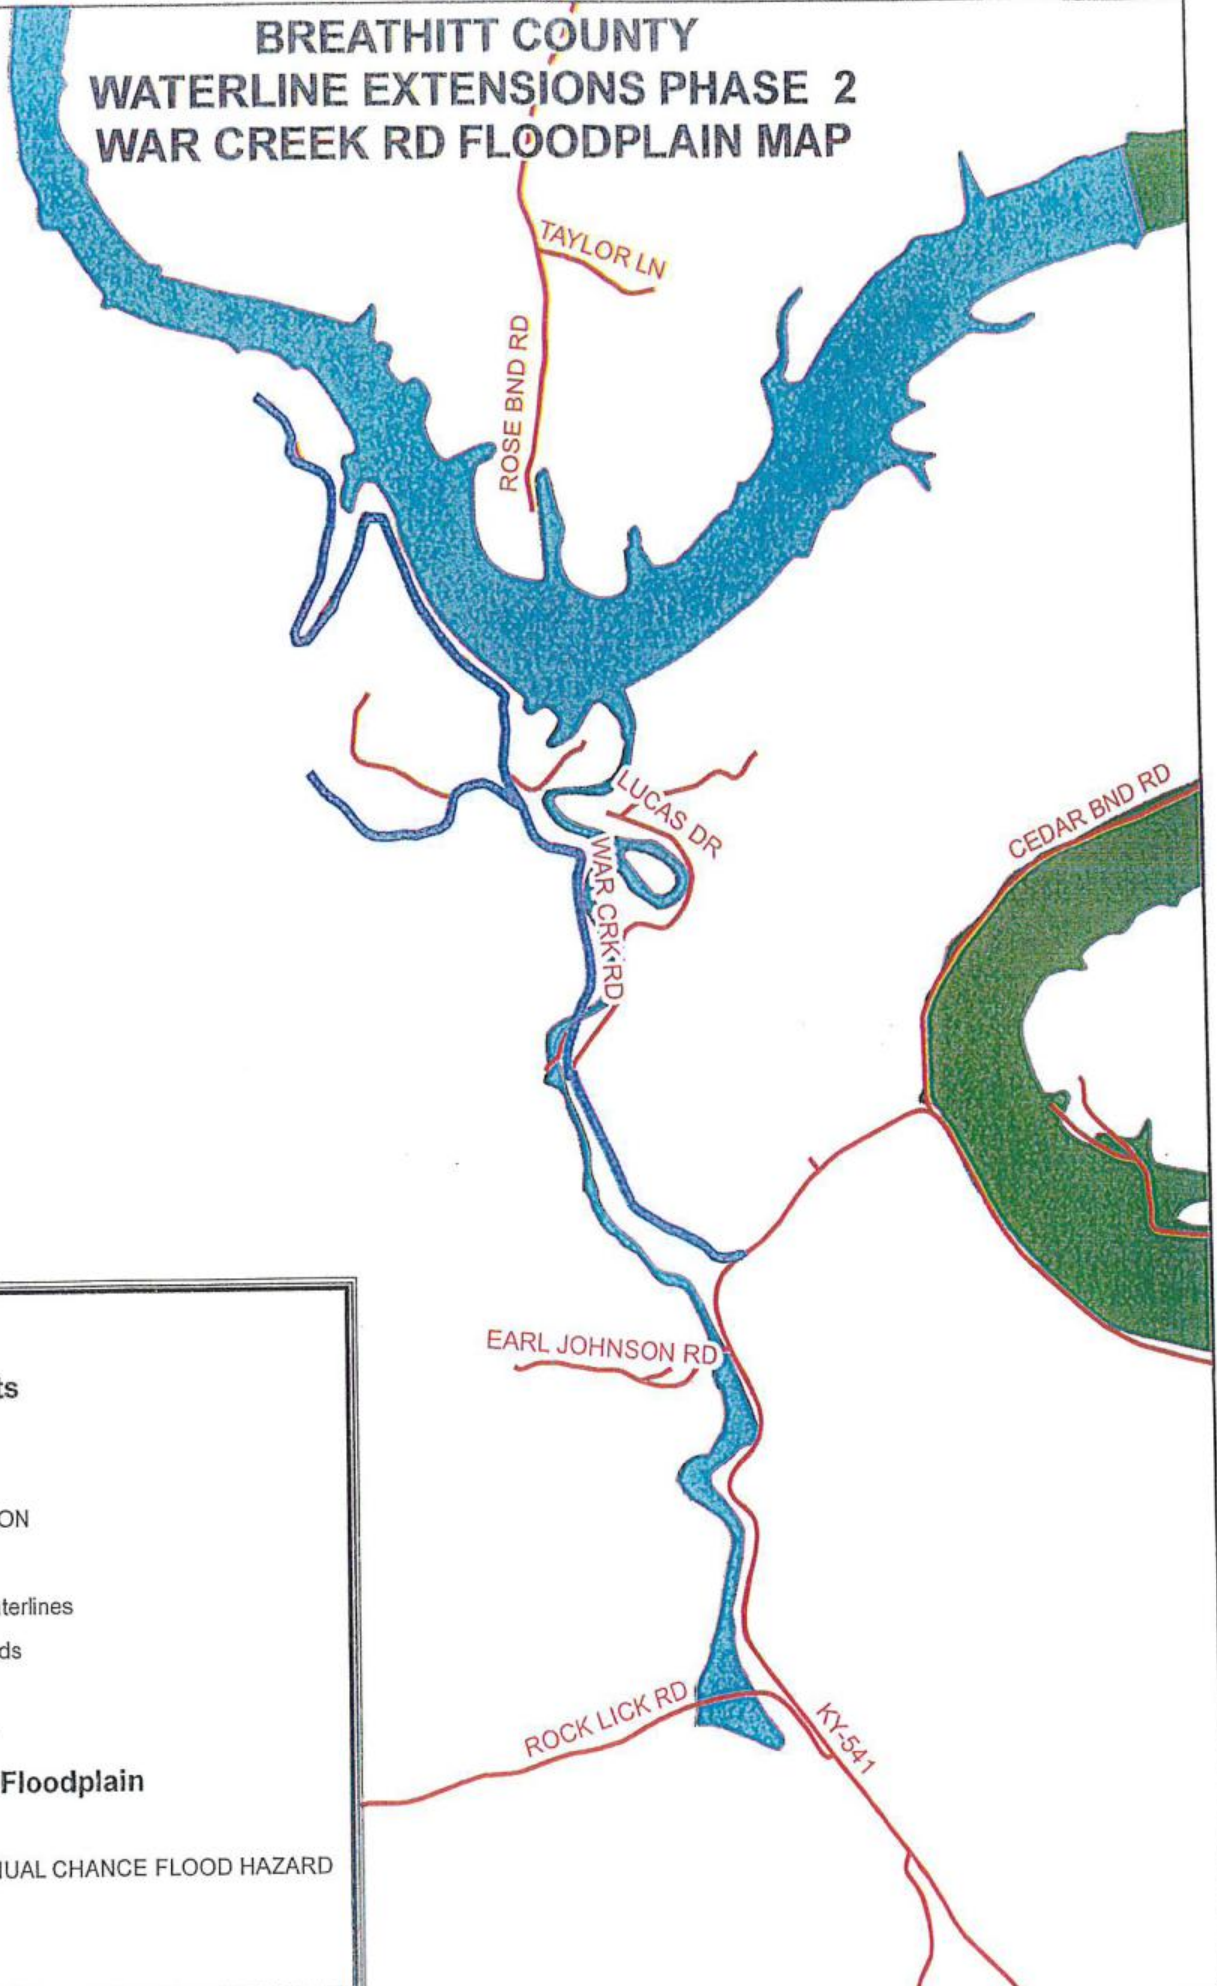 BREATHITT COUNTY
WATERLINE EXTENSIONS PHASE 2
WAR CREEK RD FLOODPLAIN MAP
TAYLOR LN
ROSE BND RD
LUCAS DR
CEDAR BND RD
WAR CRK RD
EARL JOHNSON RD
ROCK LICK RD
KY-541
ts
ON
terlines
ds
Floodplain
UAL CHANCE FLOOD HAZARD